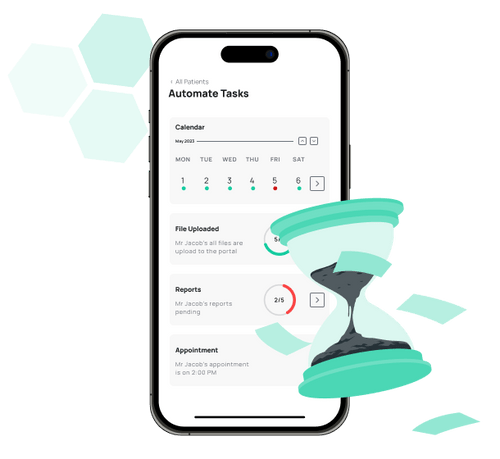 ‹ All Patients
Automate Tasks
Calendar
May 2023
MON TUE WED THU FRI SAT
1 2 3 4 5 6
File Uploaded
Mr Jacob's all files are
upload to the portal
Reports
Mr Jacob's reports
pending
2/5
Appointment
Mr Jacob's appointment
is on 2:00 PM